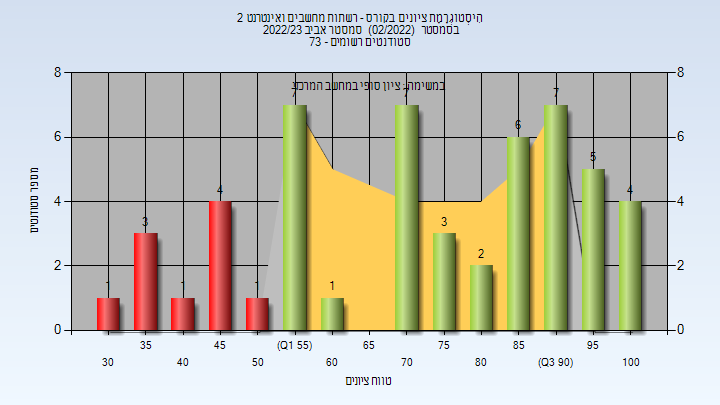 היסטוגרמת ציונים בקורס - רשתות מחשבים ואינטרנט 2
בסמסטר (02/2022) סמסטר אביב 2022/23
סטודנטים רשומים - 73
במשימה: ציון סופי במחשב המרכזי
8 8
6 6
4 4
2 2
0 0
מספר סטודנטים
1 3 1 4 1 7 1 7 3 2 6 7 5 4
35 45 (Q1 55) 65 75 85 95
30 40 50 60 70 80 (Q3 90) 100
טווח ציונים